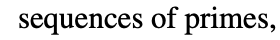 sequences of primes,